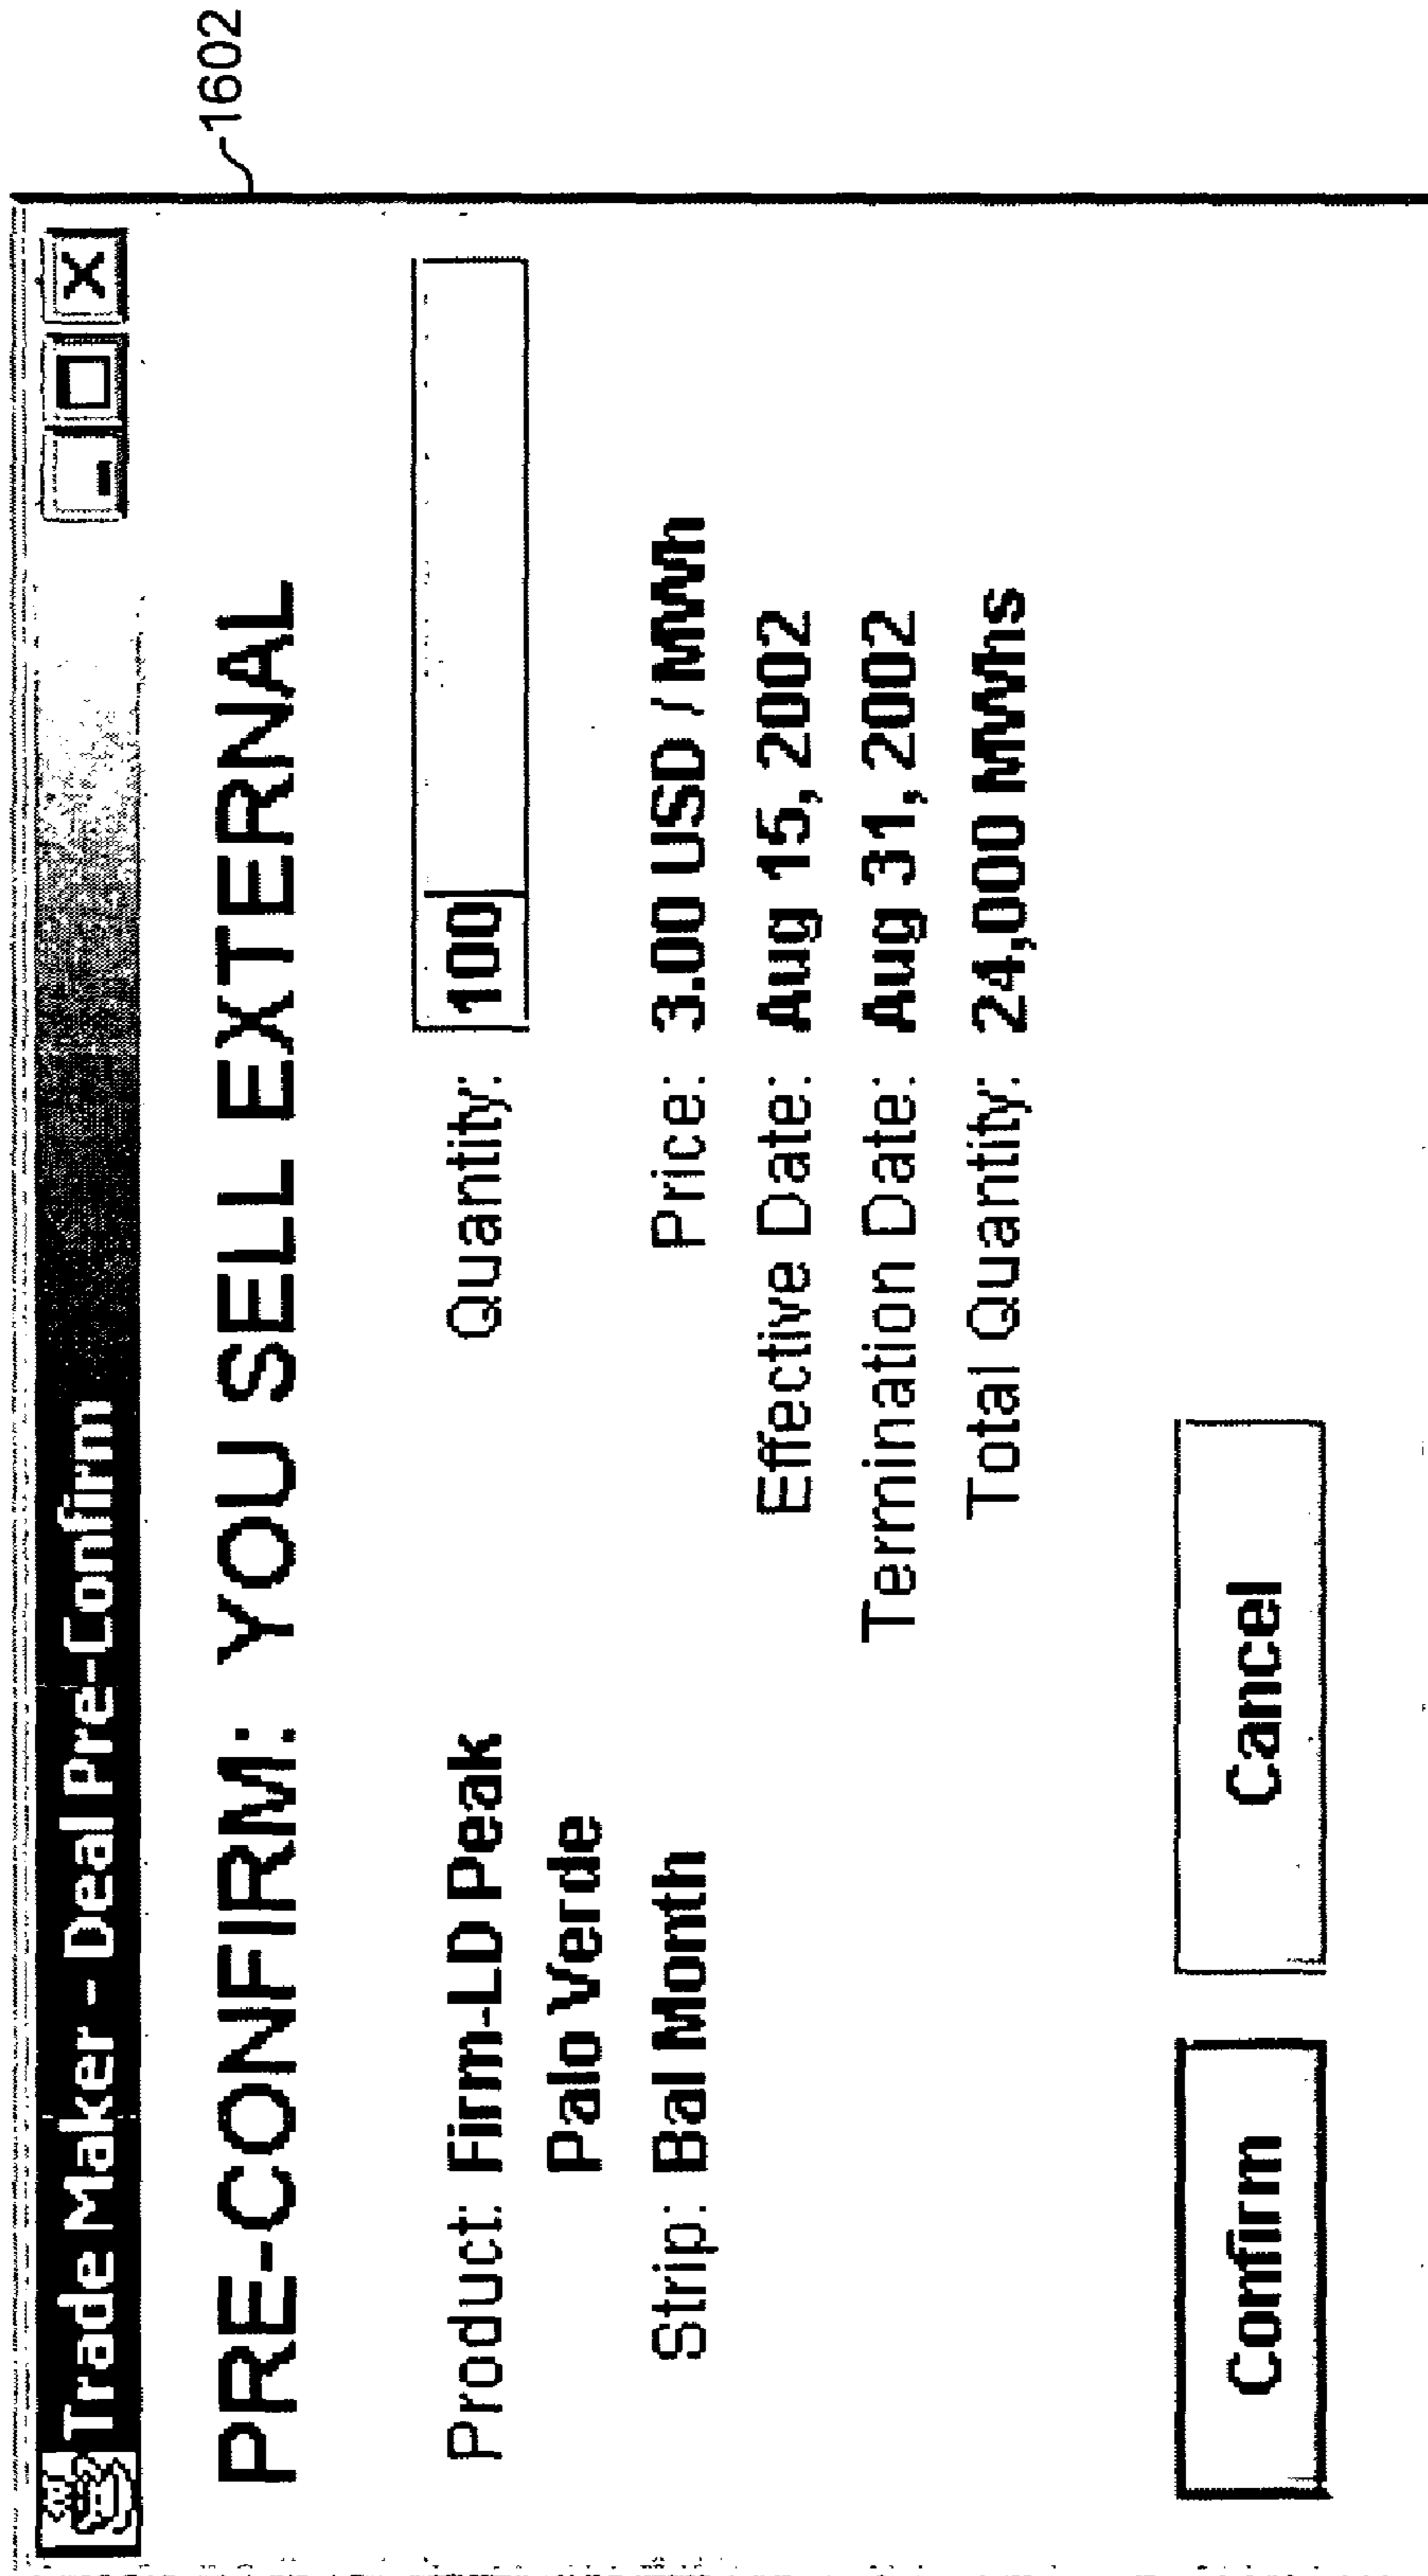 1602
Trade Maker - Deal Pre-Confirm
PRE-CONFIRM: YOU SELL EXTERNAL
Product: Firm-LD Peak
Palo Verde
Strip: Bal Month
Quantity: 100
Price: 3.00 USD / MWh
Effective Date: Aug 15, 2002
Termination Date: Aug 31, 2002
Total Quantity: 24,000 MWhs
Confirm
Cancel